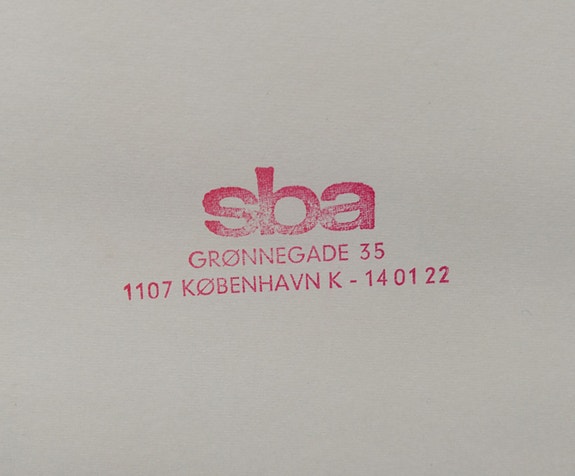 sba
GRØNNEGADE 35
1107 KØBENHAVN K - 14 01 22